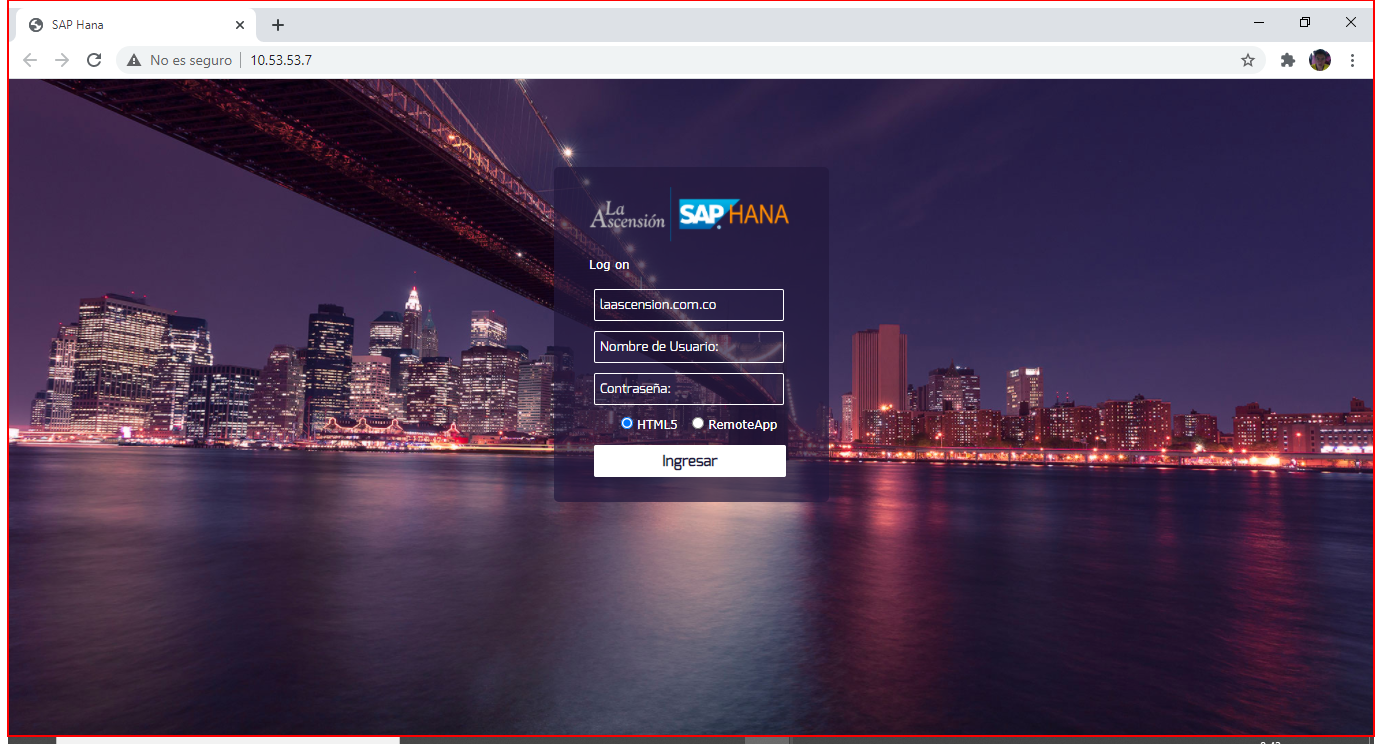 SAP Hana
No es seguro 10.53.53.7
La
Ascensión
SAP HANA
Log on
laascension.com.co
Nombre de Usuario:
Contraseña:
HTML5 RemoteApp
Ingresar